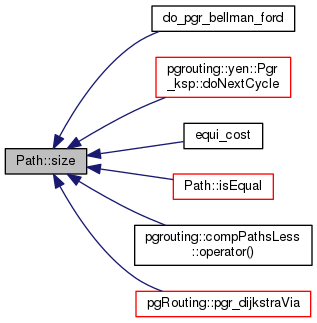 do_pgr_bellman_ford
pgrouting::yen::Pgr
_ksp::doNextCycle
equi_cost
Path::size
Path::isEqual
pgrouting::compPathsLess
::operator()
pgRouting::pgr_dijkstraVia